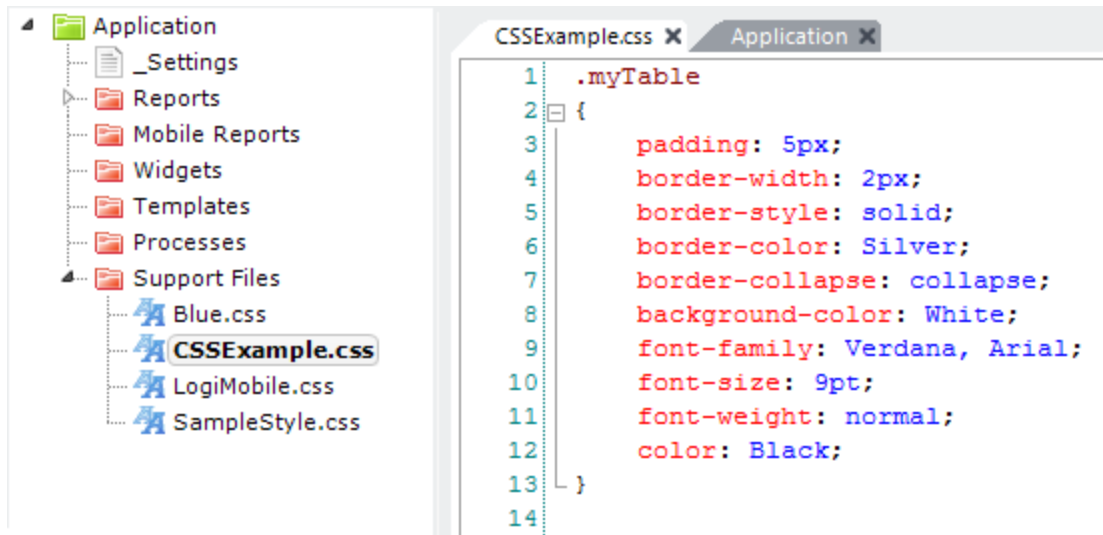 Application
_Settings
Reports
Mobile Reports
Widgets
Templates
Processes
Support Files
Blue.css
CSSExample.css
LogiMobile.css
SampleStyle.css
CSSExample.css Application
1 .myTable
2 {
3 padding: 5px;
4 border-width: 2px;
5 border-style: solid;
6 border-color: Silver;
7 border-collapse: collapse;
8 background-color: White;
9 font-family: Verdana, Arial;
10 font-size: 9pt;
11 font-weight: normal;
12 color: Black;
13 }
14